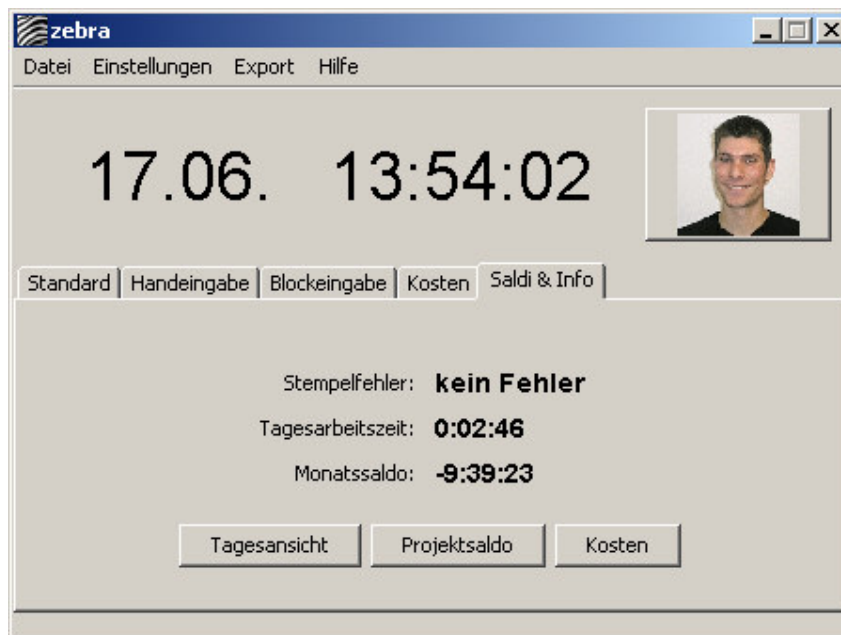 zebra
Datei Einstellungen Export Hilfe
17.06. 13:54:02
Standard Handeingabe Blockeingabe Kosten Saldi & Info
Stempelfehler: kein Fehler
Tagesarbeitszeit: 0:02:46
Monatssaldo: -9:39:23
Tagesansicht Projektsaldo Kosten